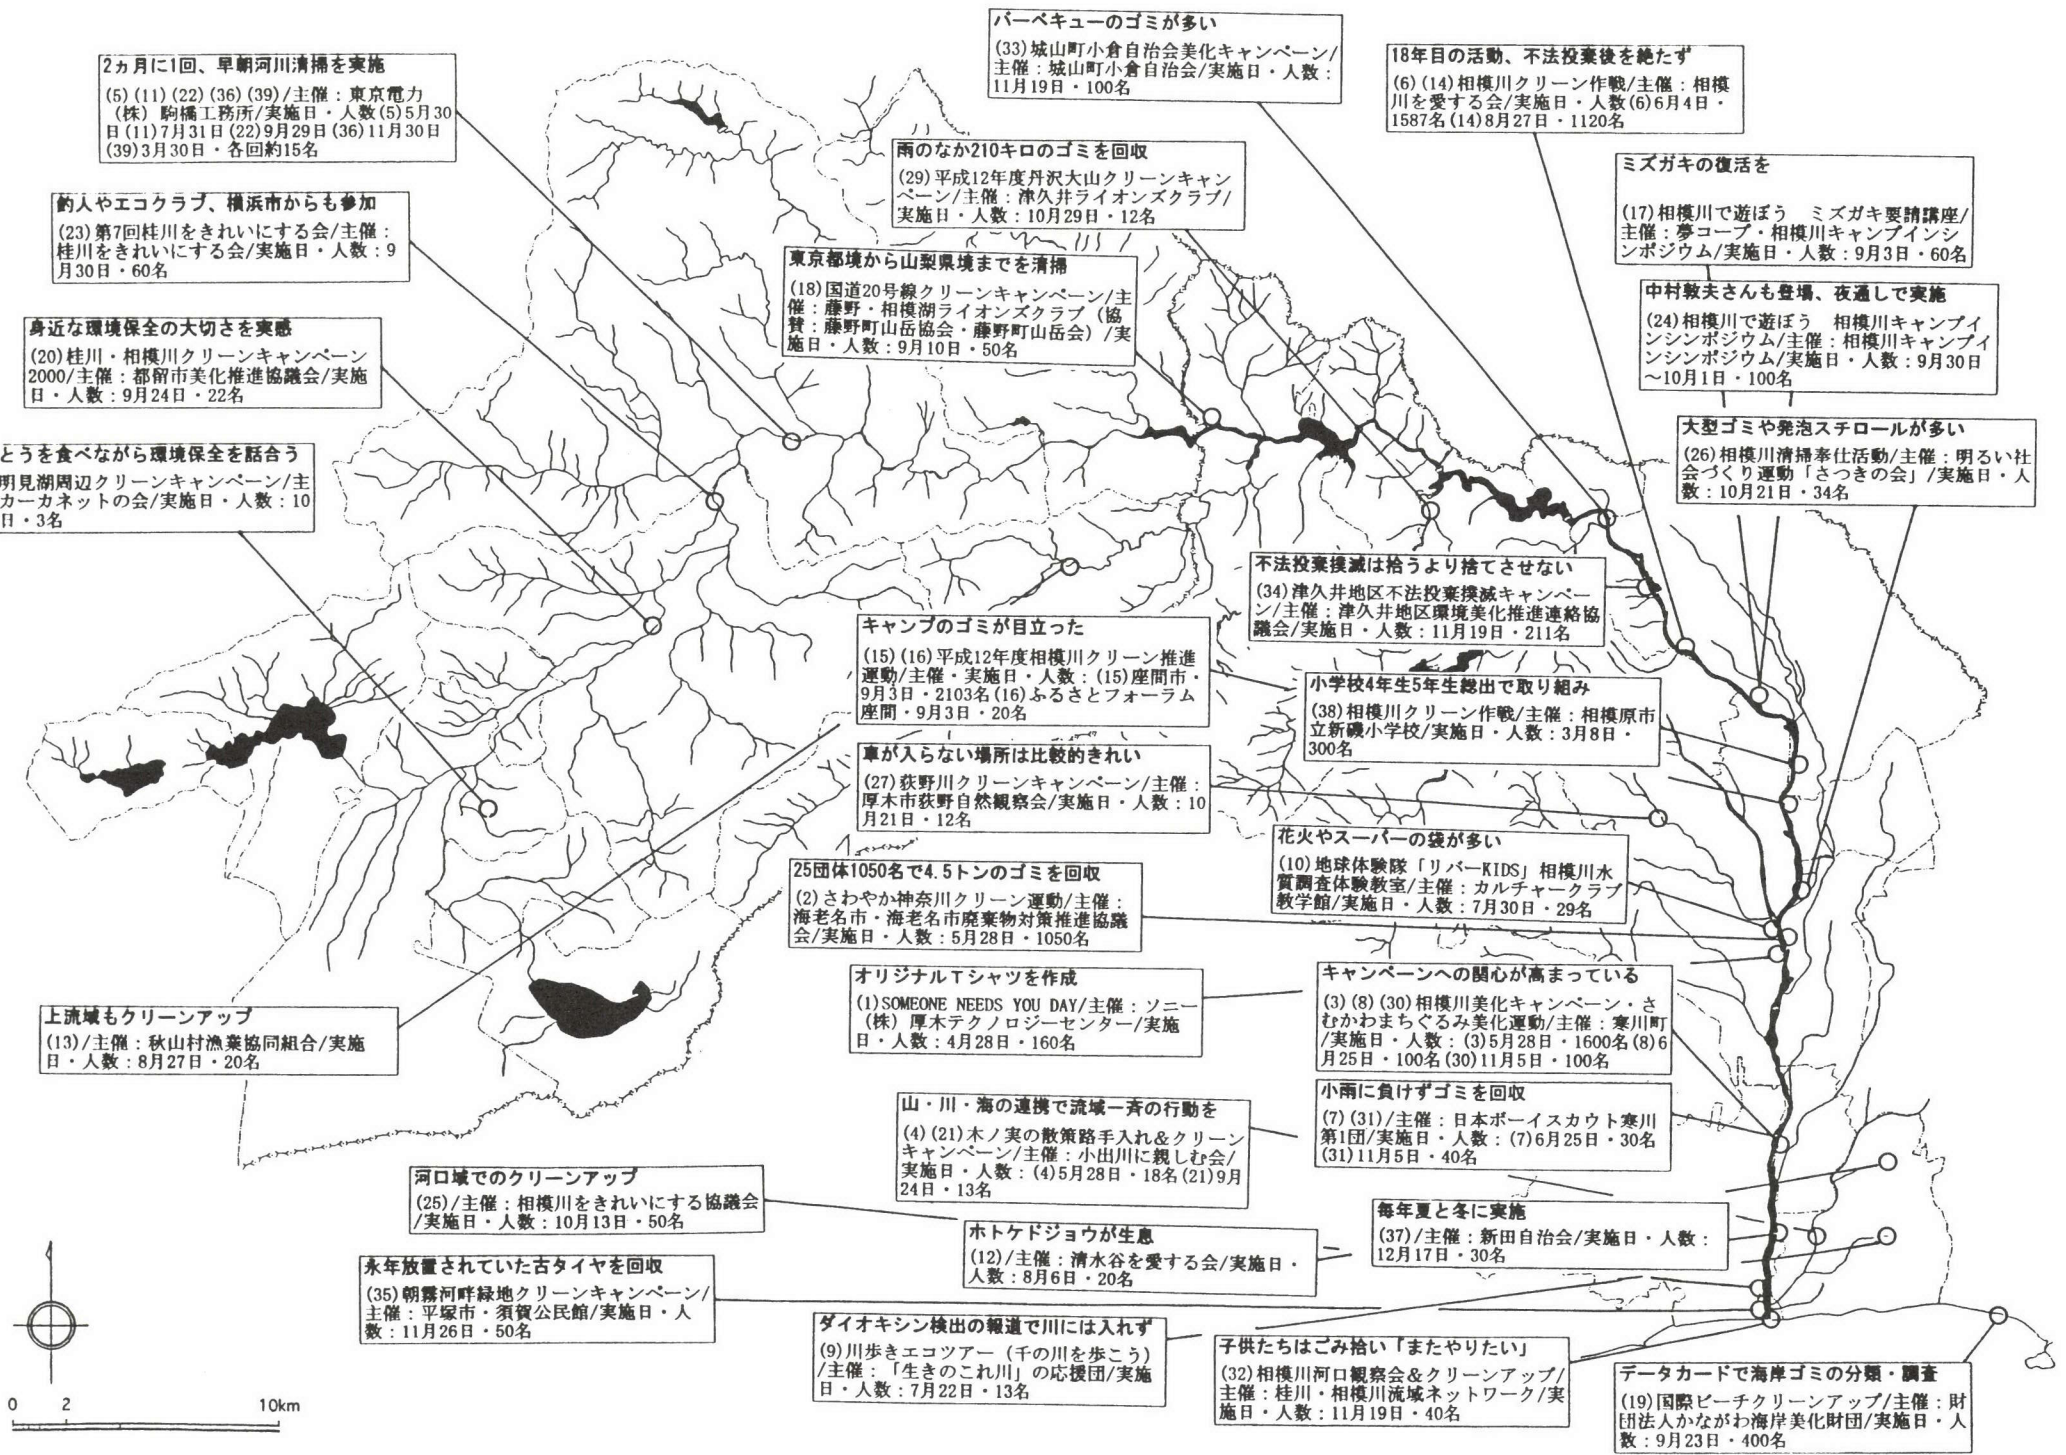 2ヵ月に1回、早朝河川清掃を実施
(5)(11)(22)(36)(39)/主催：東京電力
（株）駒橋工務所/実施日・人数(5)5月30
日(11)7月31日(22)9月29日(36)11月30日
(39)3月30日・各回約15名
釣人やエコクラブ、横浜市からも参加
(23)第7回桂川をきれいにする会/主催：
桂川をきれいにする会/実施日・人数：9
月30日・60名
身近な環境保全の大切さを実感
(20)桂川・相模川クリーンキャンペーン
2000/主催：都留市美化推進協議会/実施
日・人数：9月24日・22名
とうを食べながら環境保全を話合う
明見湖周辺クリーンキャンペーン/主
カーカネットの会/実施日・人数：10
日・3名
バーベキューのゴミが多い
(33)城山町小倉自治会美化キャンペーン/
主催：城山町小倉自治会/実施日・人数：
11月19日・100名
18年目の活動、不法投棄後を絶たず
(6)(14)相模川クリーン作戦/主催：相模
川を愛する会/実施日・人数(6)6月4日・
1587名(14)8月27日・1120名
雨のなか210キロのゴミを回収
(29)平成12年度丹沢大山クリーンキャン
ペーン/主催：津久井ライオンズクラブ/
実施日・人数：10月29日・12名
ミズガキの復活を
(17)相模川で遊ぼう　ミズガキ要請講座/
主催：夢コープ・相模川キャンプインシ
ンポジウム/実施日・人数：9月3日・60名
東京都境から山梨県境までを清掃
(18)国道20号線クリーンキャンペーン/主
催：藤野・相模湖ライオンズクラブ（協
賛：藤野町山岳協会・藤野町山岳会）/実
施日・人数：9月10日・50名
中村敦夫さんも登場、夜通しで実施
(24)相模川で遊ぼう　相模川キャンプイ
ンシンポジウム/主催：相模川キャンプイ
ンシンポジウム/実施日・人数：9月30日
～10月1日・100名
大型ゴミや発泡スチロールが多い
(26)相模川清掃奉仕活動/主催：明るい社
会づくり運動「さつきの会」/実施日・人
数：10月21日・34名
不法投棄撲滅は拾うより捨てさせない
(34)津久井地区不法投棄撲滅キャンペー
ン/主催：津久井地区環境美化推進連絡協
議会/実施日・人数：11月19日・211名
キャンプのゴミが目立った
(15)(16)平成12年度相模川クリーン推進
運動/主催・実施日・人数：(15)座間市・
9月3日・2103名(16)ふるさとフォーラム
座間・9月3日・20名
小学校4年生5年生総出で取り組み
(38)相模川クリーン作戦/主催：相模原市
立新磯小学校/実施日・人数：3月8日・
300名
車が入らない場所は比較的きれい
(27)荻野川クリーンキャンペーン/主催：
厚木市荻野自然観察会/実施日・人数：10
月21日・12名
花火やスーパーの袋が多い
(10)地球体験隊「リバーKIDS」相模川水
質調査体験教室/主催：カルチャークラブ
教学館/実施日・人数：7月30日・29名
25団体1050名で4.5トンのゴミを回収
(2)さわやか神奈川クリーン運動/主催：
海老名市・海老名市廃棄物対策推進協議
会/実施日・人数：5月28日・1050名
オリジナルTシャツを作成
(1)SOMEONE NEEDS YOU DAY/主催：ソニー
（株）厚木テクノロジーセンター/実施
日・人数：4月28日・160名
キャンペーンへの関心が高まっている
(3)(8)(30)相模川美化キャンペーン・さ
むかわまちぐるみ美化運動/主催：寒川町
/実施日・人数：(3)5月28日・1600名(8)6
月25日・100名(30)11月5日・100名
上流域もクリーンアップ
(13)/主催：秋山村漁業協同組合/実施
日・人数：8月27日・20名
小雨に負けずゴミを回収
(7)(31)/主催：日本ボーイスカウト寒川
第1団/実施日・人数：(7)6月25日・30名
(31)11月5日・40名
山・川・海の連携で流域一斉の行動を
(4)(21)木ノ実の散策路手入れ&クリーン
キャンペーン/主催：小出川に親しむ会/
実施日・人数：(4)5月28日・18名(21)9月
24日・13名
河口域でのクリーンアップ
(25)/主催：相模川をきれいにする協議会
/実施日・人数：10月13日・50名
毎年夏と冬に実施
(37)/主催：新田自治会/実施日・人数：
12月17日・30名
ホトケドジョウが生息
(12)/主催：清水谷を愛する会/実施日・
人数：8月6日・20名
永年放置されていた古タイヤを回収
(35)朝霧河畔緑地クリーンキャンペーン/
主催：平塚市・須賀公民館/実施日・人
数：11月26日・50名
ダイオキシン検出の報道で川には入れず
(9)川歩きエコツアー（千の川を歩こう）
/主催：「生きのこれ川」の応援団/実施
日・人数：7月22日・13名
子供たちはごみ拾い「またやりたい」
(32)相模川河口観察会&クリーンアップ/
主催：桂川・相模川流域ネットワーク/実
施日・人数：11月19日・40名
データカードで海岸ゴミの分類・調査
(19)国際ビーチクリーンアップ/主催：財
団法人かながわ海岸美化財団/実施日・人
数：9月23日・400名
0 2 10km